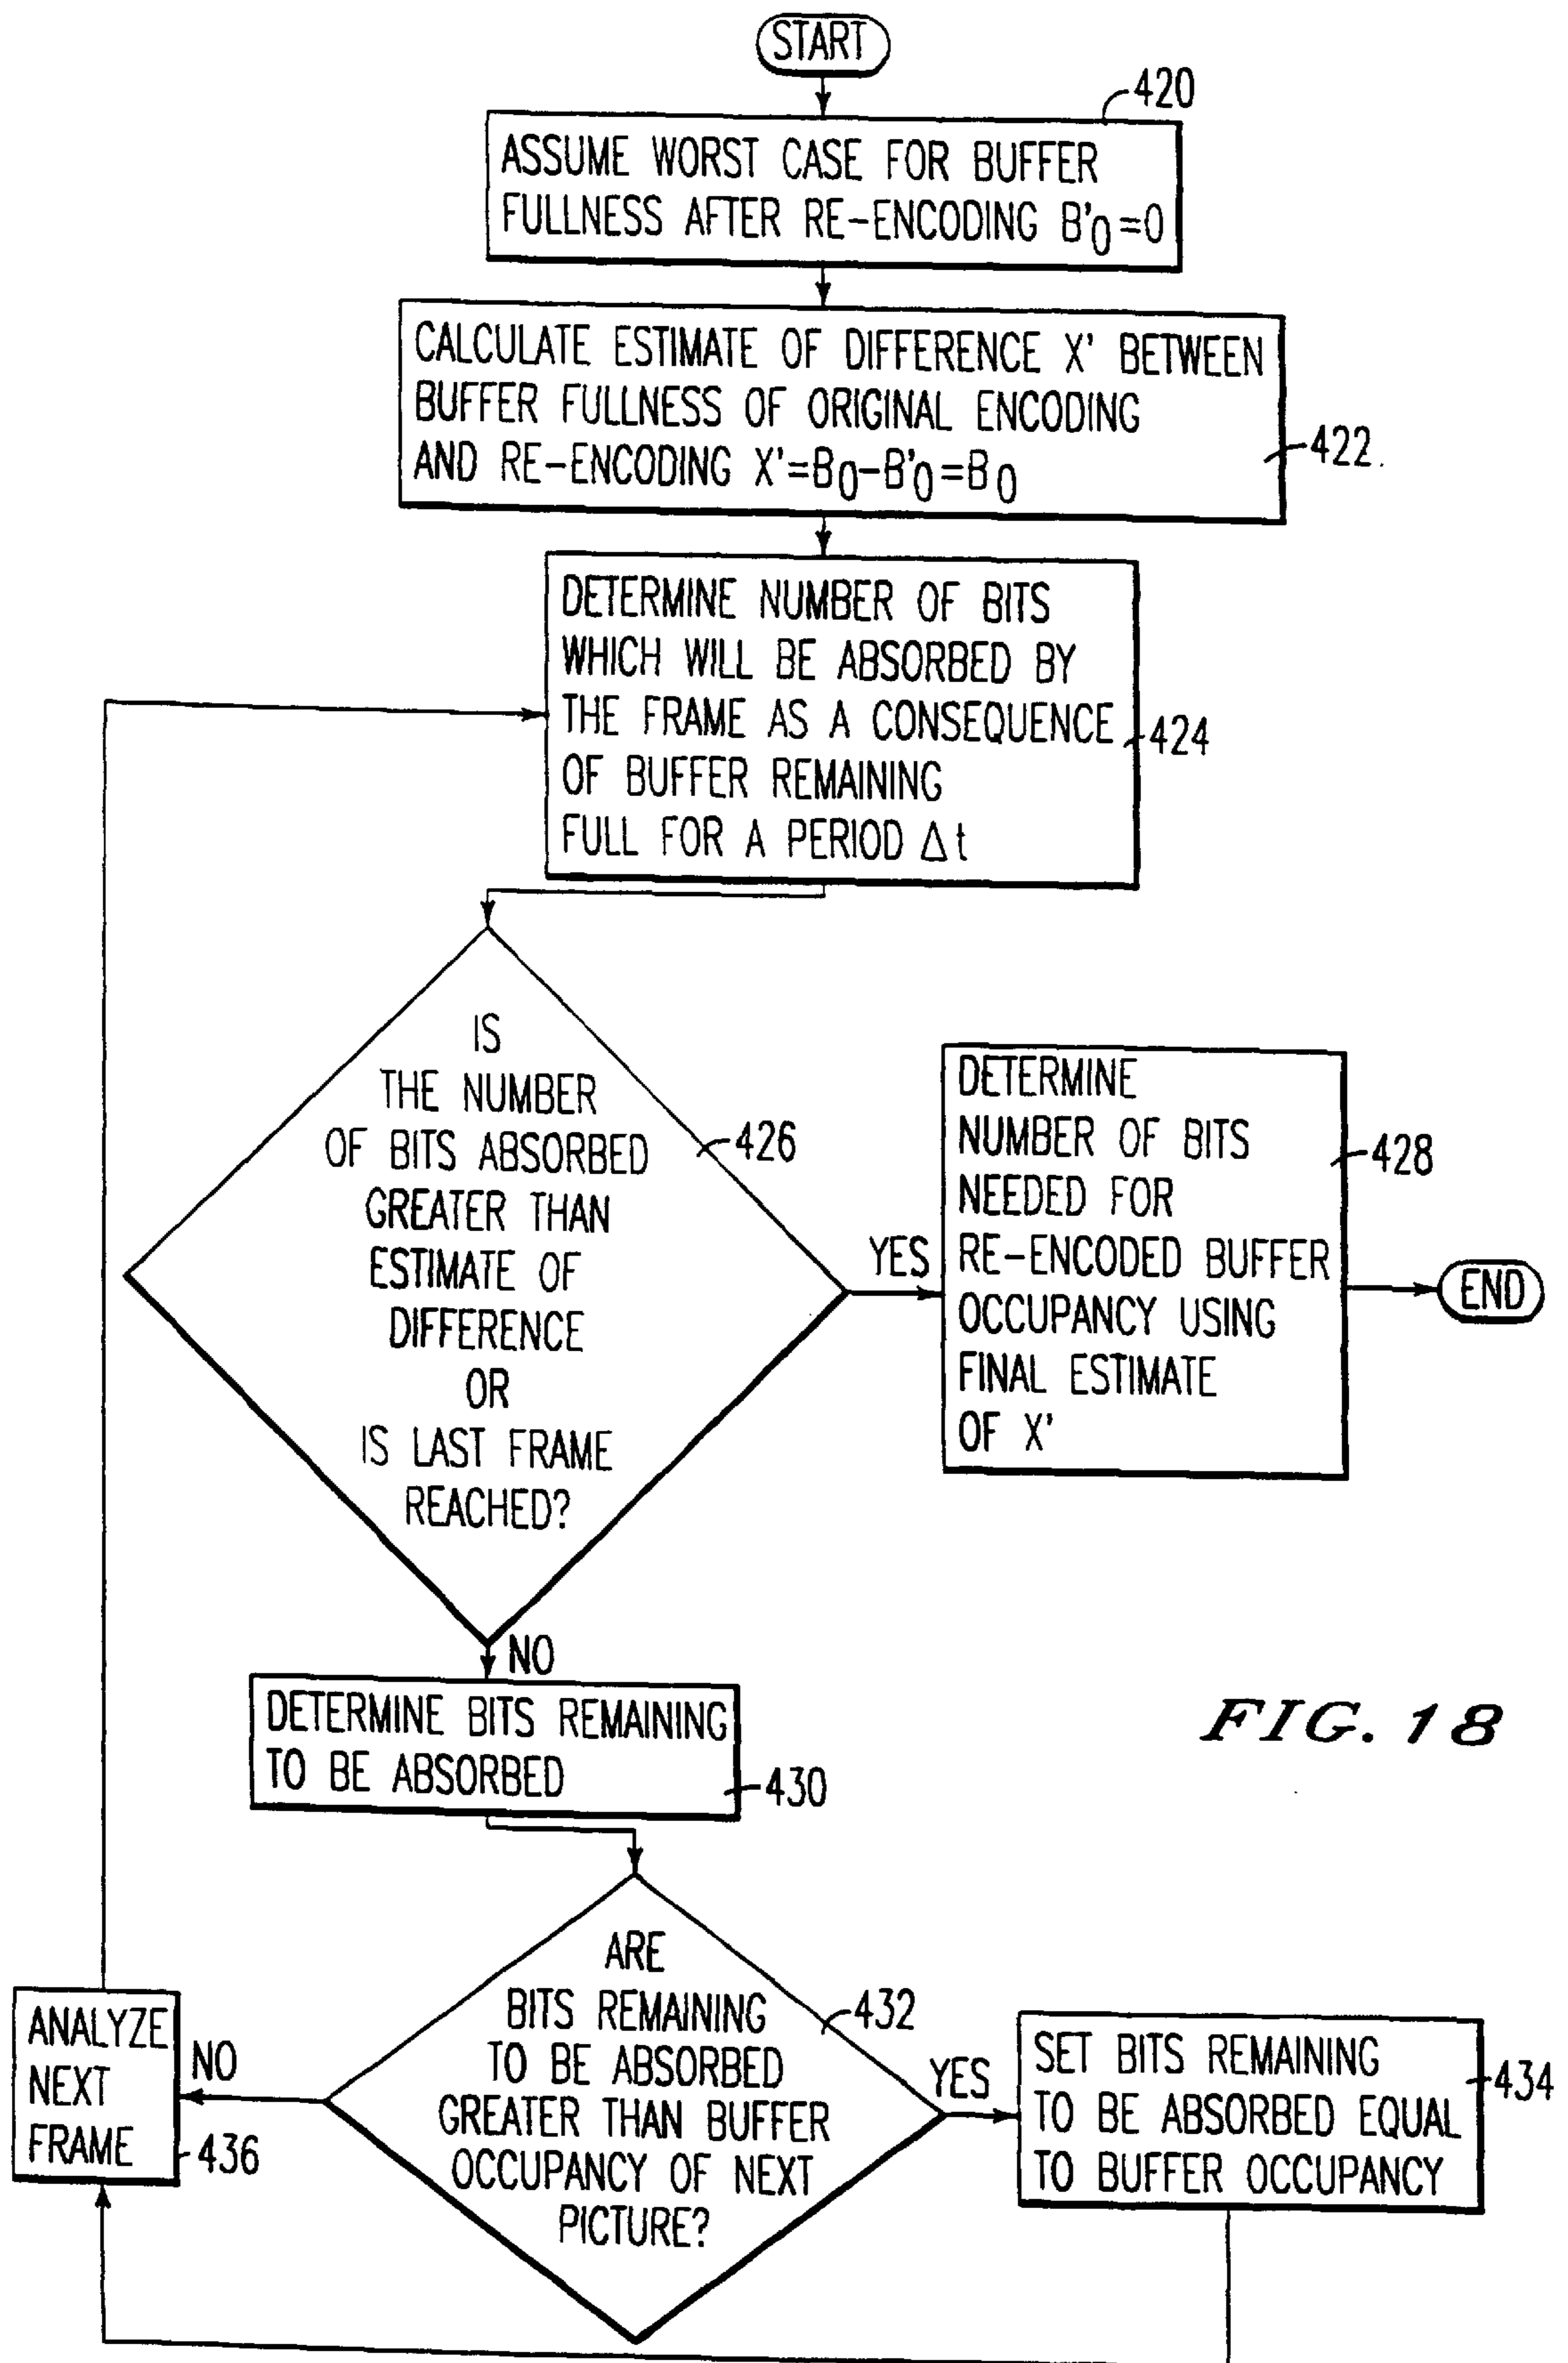 START
420
ASSUME WORST CASE FOR BUFFER
FULLNESS AFTER RE-ENCODING B'0=0
CALCULATE ESTIMATE OF DIFFERENCE X' BETWEEN
BUFFER FULLNESS OF ORIGINAL ENCODING
AND RE-ENCODING X'=B0-B'0=B0
422
DETERMINE NUMBER OF BITS
WHICH WILL BE ABSORBED BY
THE FRAME AS A CONSEQUENCE
OF BUFFER REMAINING
FULL FOR A PERIOD Δt
424
IS
THE NUMBER
OF BITS ABSORBED
GREATER THAN
ESTIMATE OF
DIFFERENCE
OR
IS LAST FRAME
REACHED?
426
YES
DETERMINE
NUMBER OF BITS
NEEDED FOR
RE-ENCODED BUFFER
OCCUPANCY USING
FINAL ESTIMATE
OF X'
428
END
NO
DETERMINE BITS REMAINING
TO BE ABSORBED
430
FIG. 18
ARE
BITS REMAINING
TO BE ABSORBED
GREATER THAN BUFFER
OCCUPANCY OF NEXT
PICTURE?
432
YES
SET BITS REMAINING
TO BE ABSORBED EQUAL
TO BUFFER OCCUPANCY
434
NO
ANALYZE
NEXT
FRAME
436